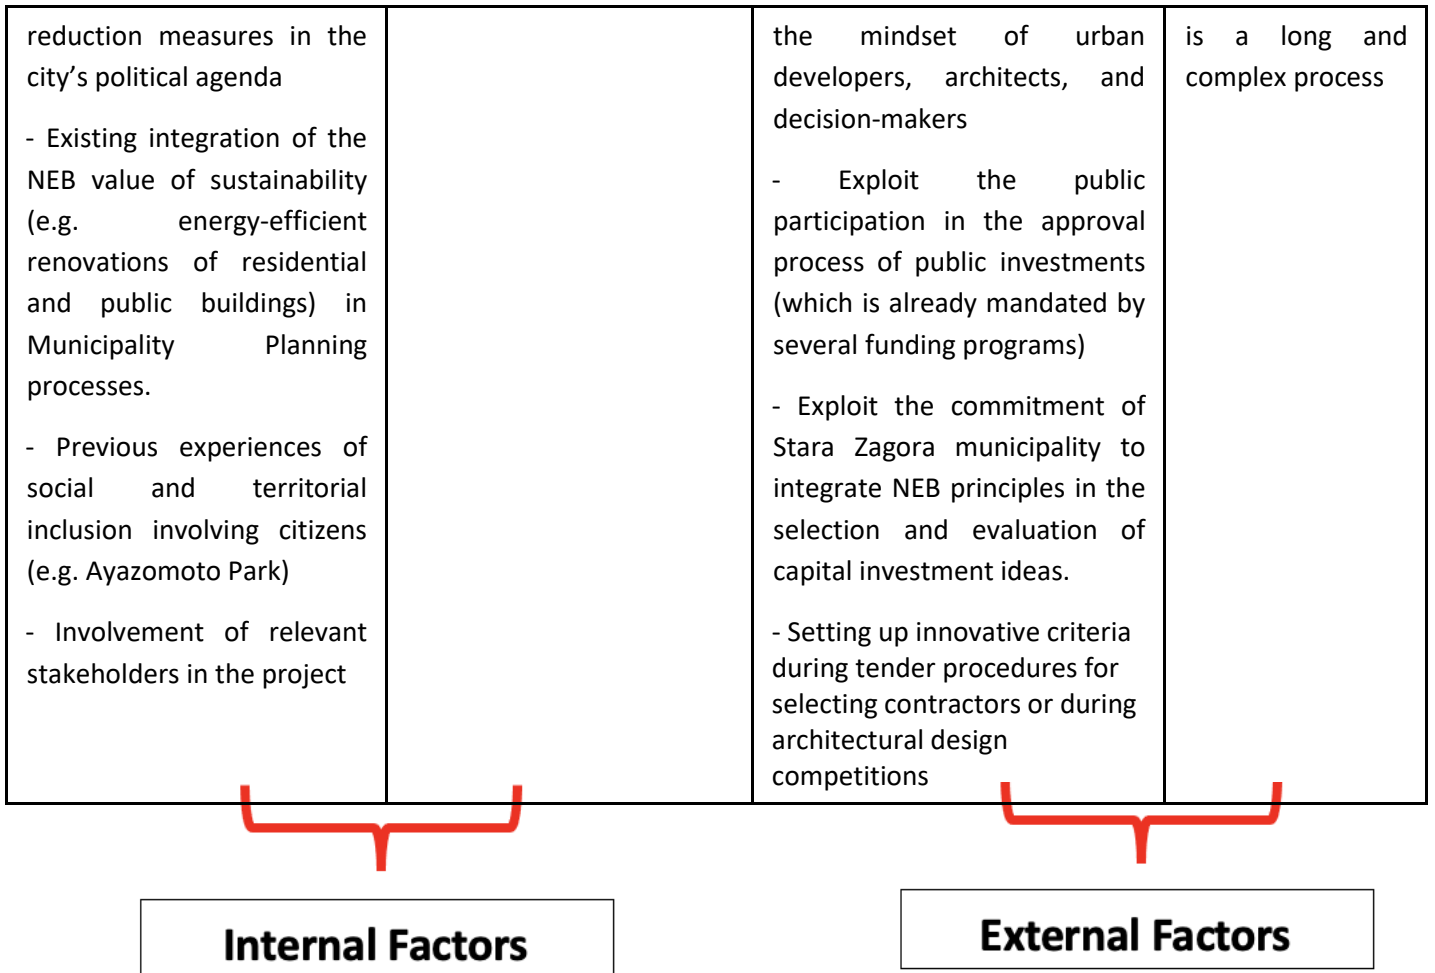 reduction measures in the
city’s political agenda
- Existing integration of the
NEB value of sustainability
(e.g. energy-efficient
renovations of residential
and public buildings) in
Municipality Planning
processes.
- Previous experiences of
social and territorial
inclusion involving citizens
(e.g. Ayazomoto Park)
- Involvement of relevant
stakeholders in the project
the mindset of urban
developers, architects, and
decision-makers
- Exploit the public
participation in the approval
process of public investments
(which is already mandated by
several funding programs)
- Exploit the commitment of
Stara Zagora municipality to
integrate NEB principles in the
selection and evaluation of
capital investment ideas.
- Setting up innovative criteria
during tender procedures for
selecting contractors or during
architectural design
competitions
is a long and
complex process
Internal Factors
External Factors